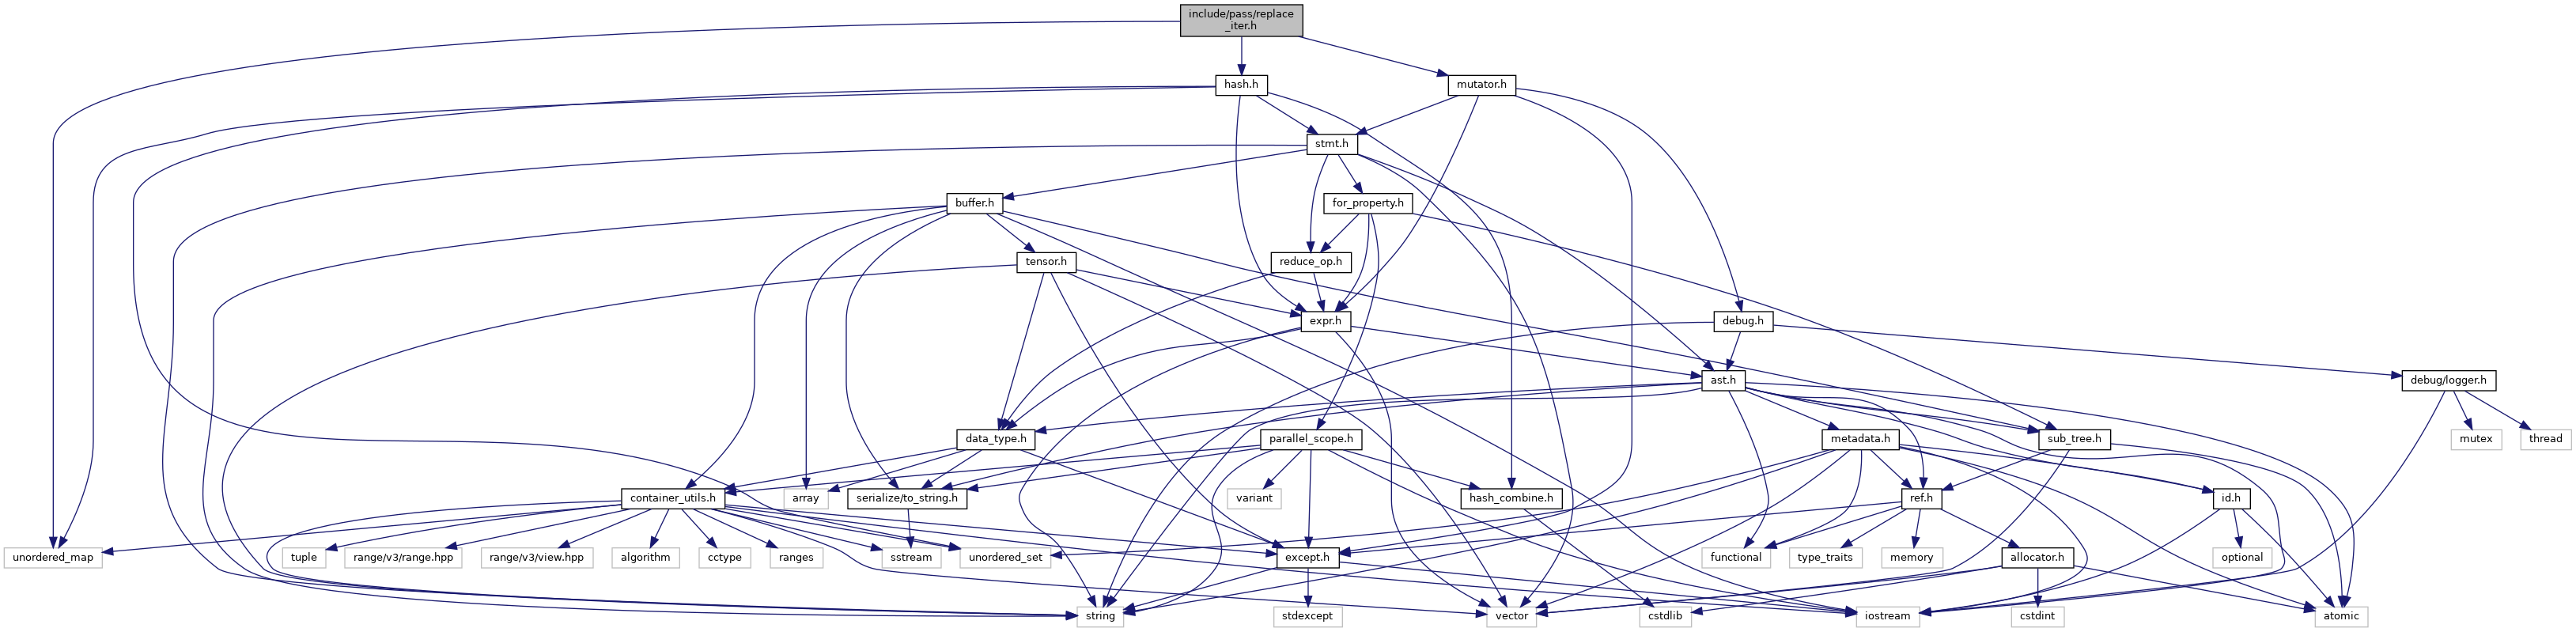 include/pass/replace
_iter.h
hash.h
mutator.h
stmt.h
buffer.h
for_property.h
tensor.h
reduce_op.h
expr.h
debug.h
ast.h
debug/logger.h
data_type.h
parallel_scope.h
metadata.h
sub_tree.h
mutex
thread
container_utils.h
array
serialize/to_string.h
variant
hash_combine.h
ref.h
id.h
unordered_map
tuple
range/v3/range.hpp
range/v3/view.hpp
algorithm
cctype
ranges
sstream
unordered_set
except.h
functional
type_traits
memory
allocator.h
optional
string
stdexcept
vector
cstdlib
iostream
cstdint
atomic